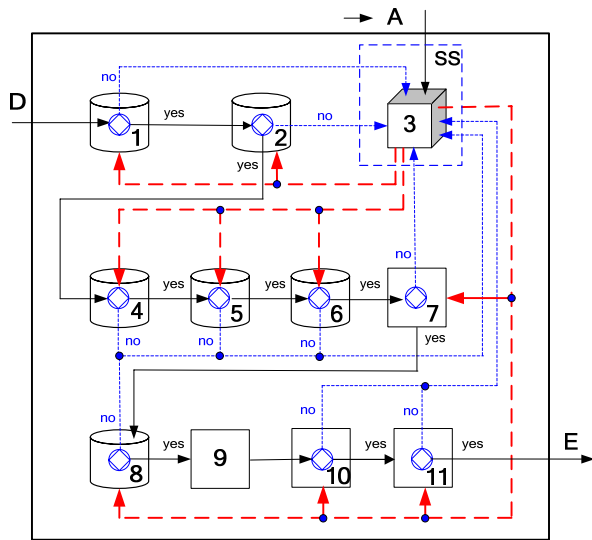 A
SS
no
D
yes
no
3
1
2
yes
no
yes
yes
yes
4
5
6
7
no
no
no
yes
no
yes
yes
no
no
yes
E
8
9
10
11